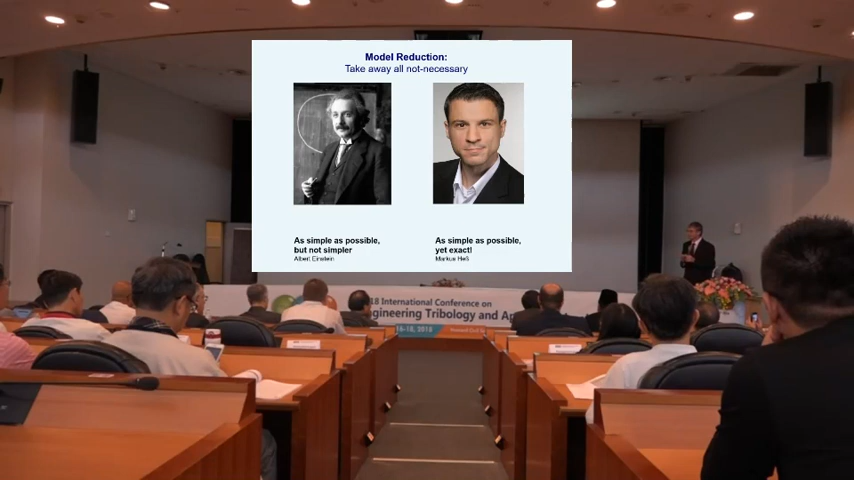 Model Reduction:
Take away all not-necessary
As simple as possible,
but not simpler
Albert Einstein
As simple as possible,
yet exact!
Markus Heß
18 International Conference on
gineering Tribology and Ap
16-18, 2018